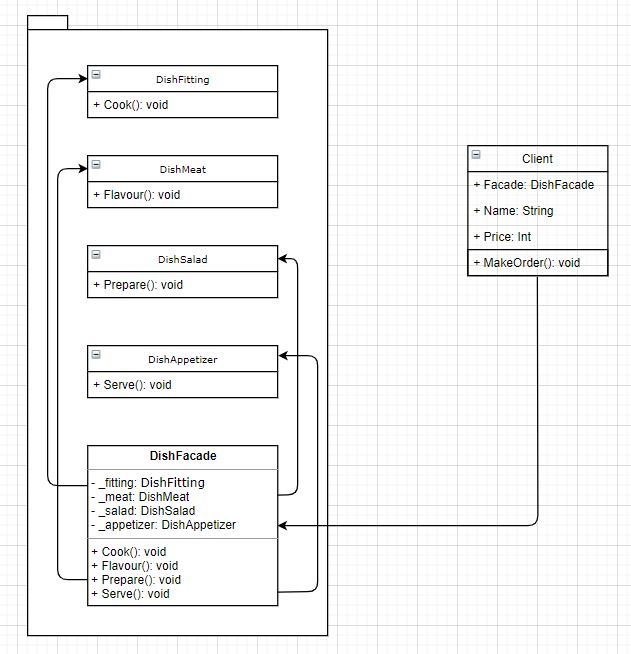 DishFitting
+ Cook(): void
DishMeat
+ Flavour(): void
DishSalad
+ Prepare(): void
DishAppetizer
+ Serve(): void
DishFacade
- _fitting: DishFitting
- _meat: DishMeat
- _salad: DishSalad
- _appetizer: DishAppetizer
+ Cook(): void
+ Flavour(): void
+ Prepare(): void
+ Serve(): void
Client
+ Facade: DishFacade
+ Name: String
+ Price: Int
+ MakeOrder(): void